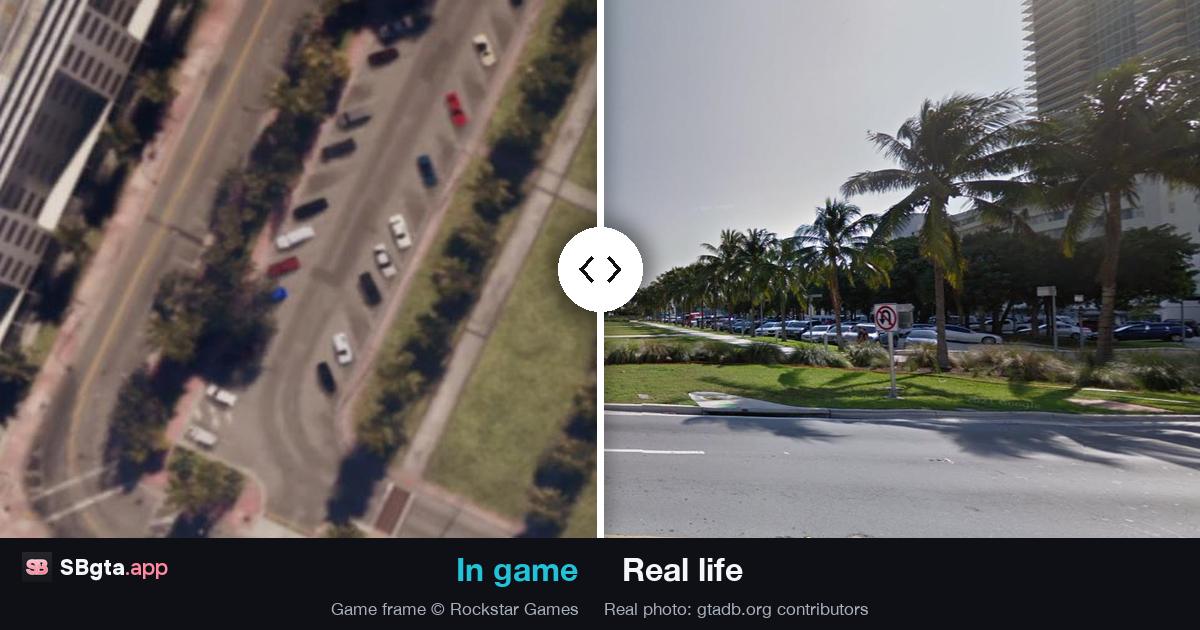 SB SBgta.app
In game Real life
Game frame © Rockstar Games Real photo: gtadb.org contributors